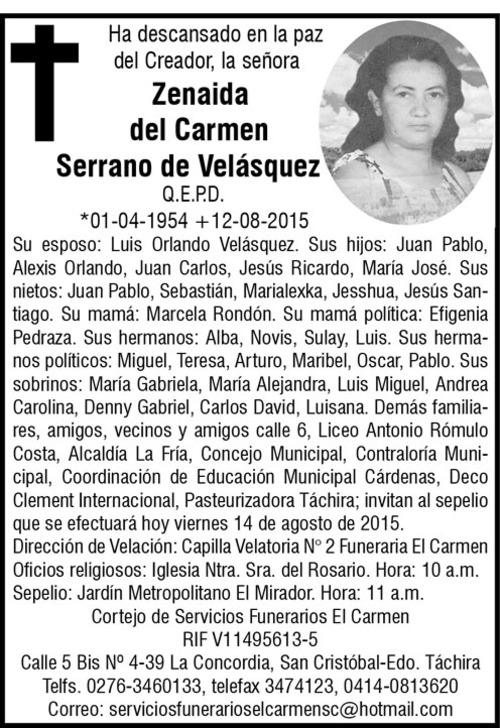 Ha descansado en la paz
del Creador, la señora
Zenaida
del Carmen
Serrano de Velásquez
Q.E.P.D.
*01-04-1954 +12-08-2015
Su esposo: Luis Orlando Velásquez. Sus hijos: Juan Pablo,
Alexis Orlando, Juan Carlos, Jesús Ricardo, María José. Sus
nietos: Juan Pablo, Sebastián, Marialexka, Jesshua, Jesús San-
tiago. Su mamá: Marcela Rondón. Su mamá política: Efigenia
Pedraza. Sus hermanos: Alba, Novis, Sulay, Luis. Sus herma-
nos políticos: Miguel, Teresa, Arturo, Maribel, Oscar, Pablo. Sus
sobrinos: María Gabriela, María Alejandra, Luis Miguel, Andrea
Carolina, Denny Gabriel, Carlos David, Luisana. Demás familia-
res, amigos, vecinos y amigos calle 6, Liceo Antonio Rómulo
Costa, Alcaldía La Fría, Concejo Municipal, Contraloría Muni-
cipal, Coordinación de Educación Municipal Cárdenas, Deco
Clement Internacional, Pasteurizadora Táchira; invitan al sepelio
que se efectuará hoy viernes 14 de agosto de 2015.
Dirección de Velación: Capilla Velatoria Nº 2 Funeraria El Carmen
Oficios religiosos: Iglesia Ntra. Sra. del Rosario. Hora: 10 a.m.
Sepelio: Jardín Metropolitano El Mirador. Hora: 11 a.m.
Cortejo de Servicios Funerarios El Carmen
RIF V11495613-5
Calle 5 Bis Nº 4-39 La Concordia, San Cristóbal-Edo. Táchira
Telfs. 0276-3460133, telefax 3474123, 0414-0813620
Correo: serviciosfunerarioselcarmensc@hotmail.com